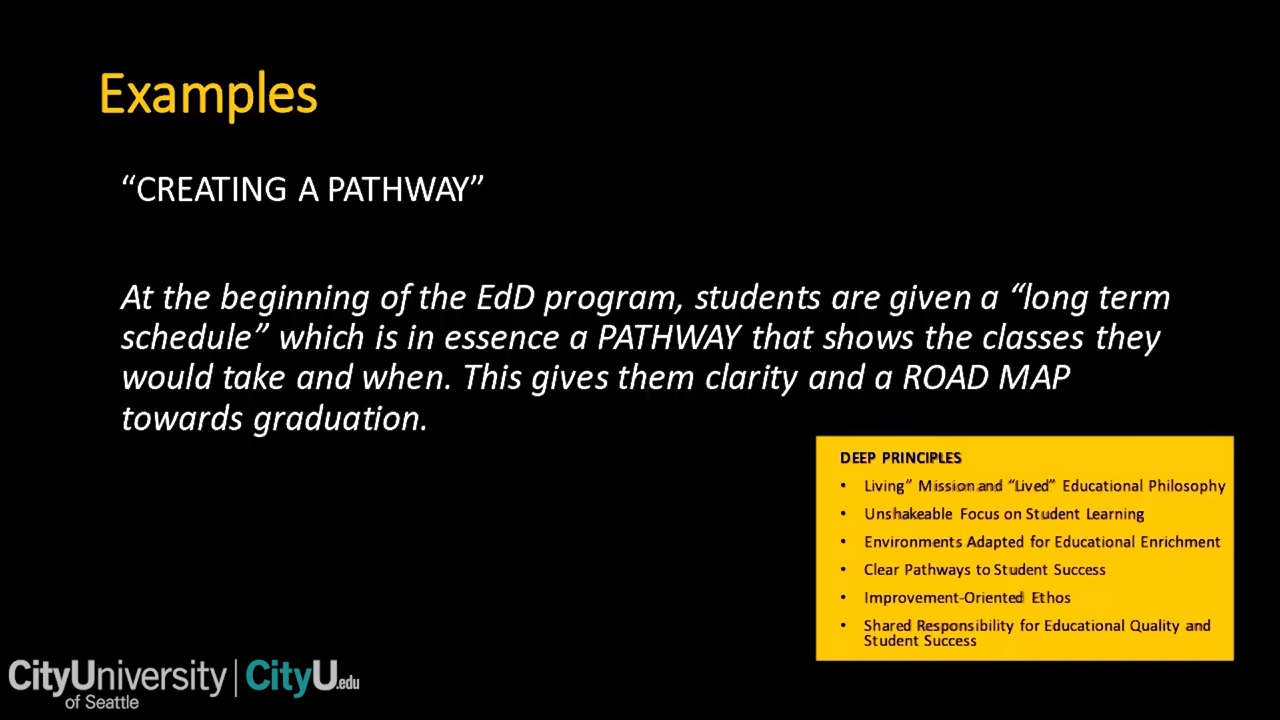 Examples
“CREATING A PATHWAY”
At the beginning of the EdD program, students are given a “long term
schedule” which is in essence a PATHWAY that shows the classes they
would take and when. This gives them clarity and a ROAD MAP
towards graduation.
DEEP PRINCIPLES
• Living” Mission and “Lived” Educational Philosophy
• Unshakeable Focus on Student Learning
• Environments Adapted for Educational Enrichment
• Clear Pathways to Student Success
• Improvement-Oriented Ethos
• Shared Responsibility for Educational Quality and
Student Success
CityUniversity | CityU.edu
of Seattle